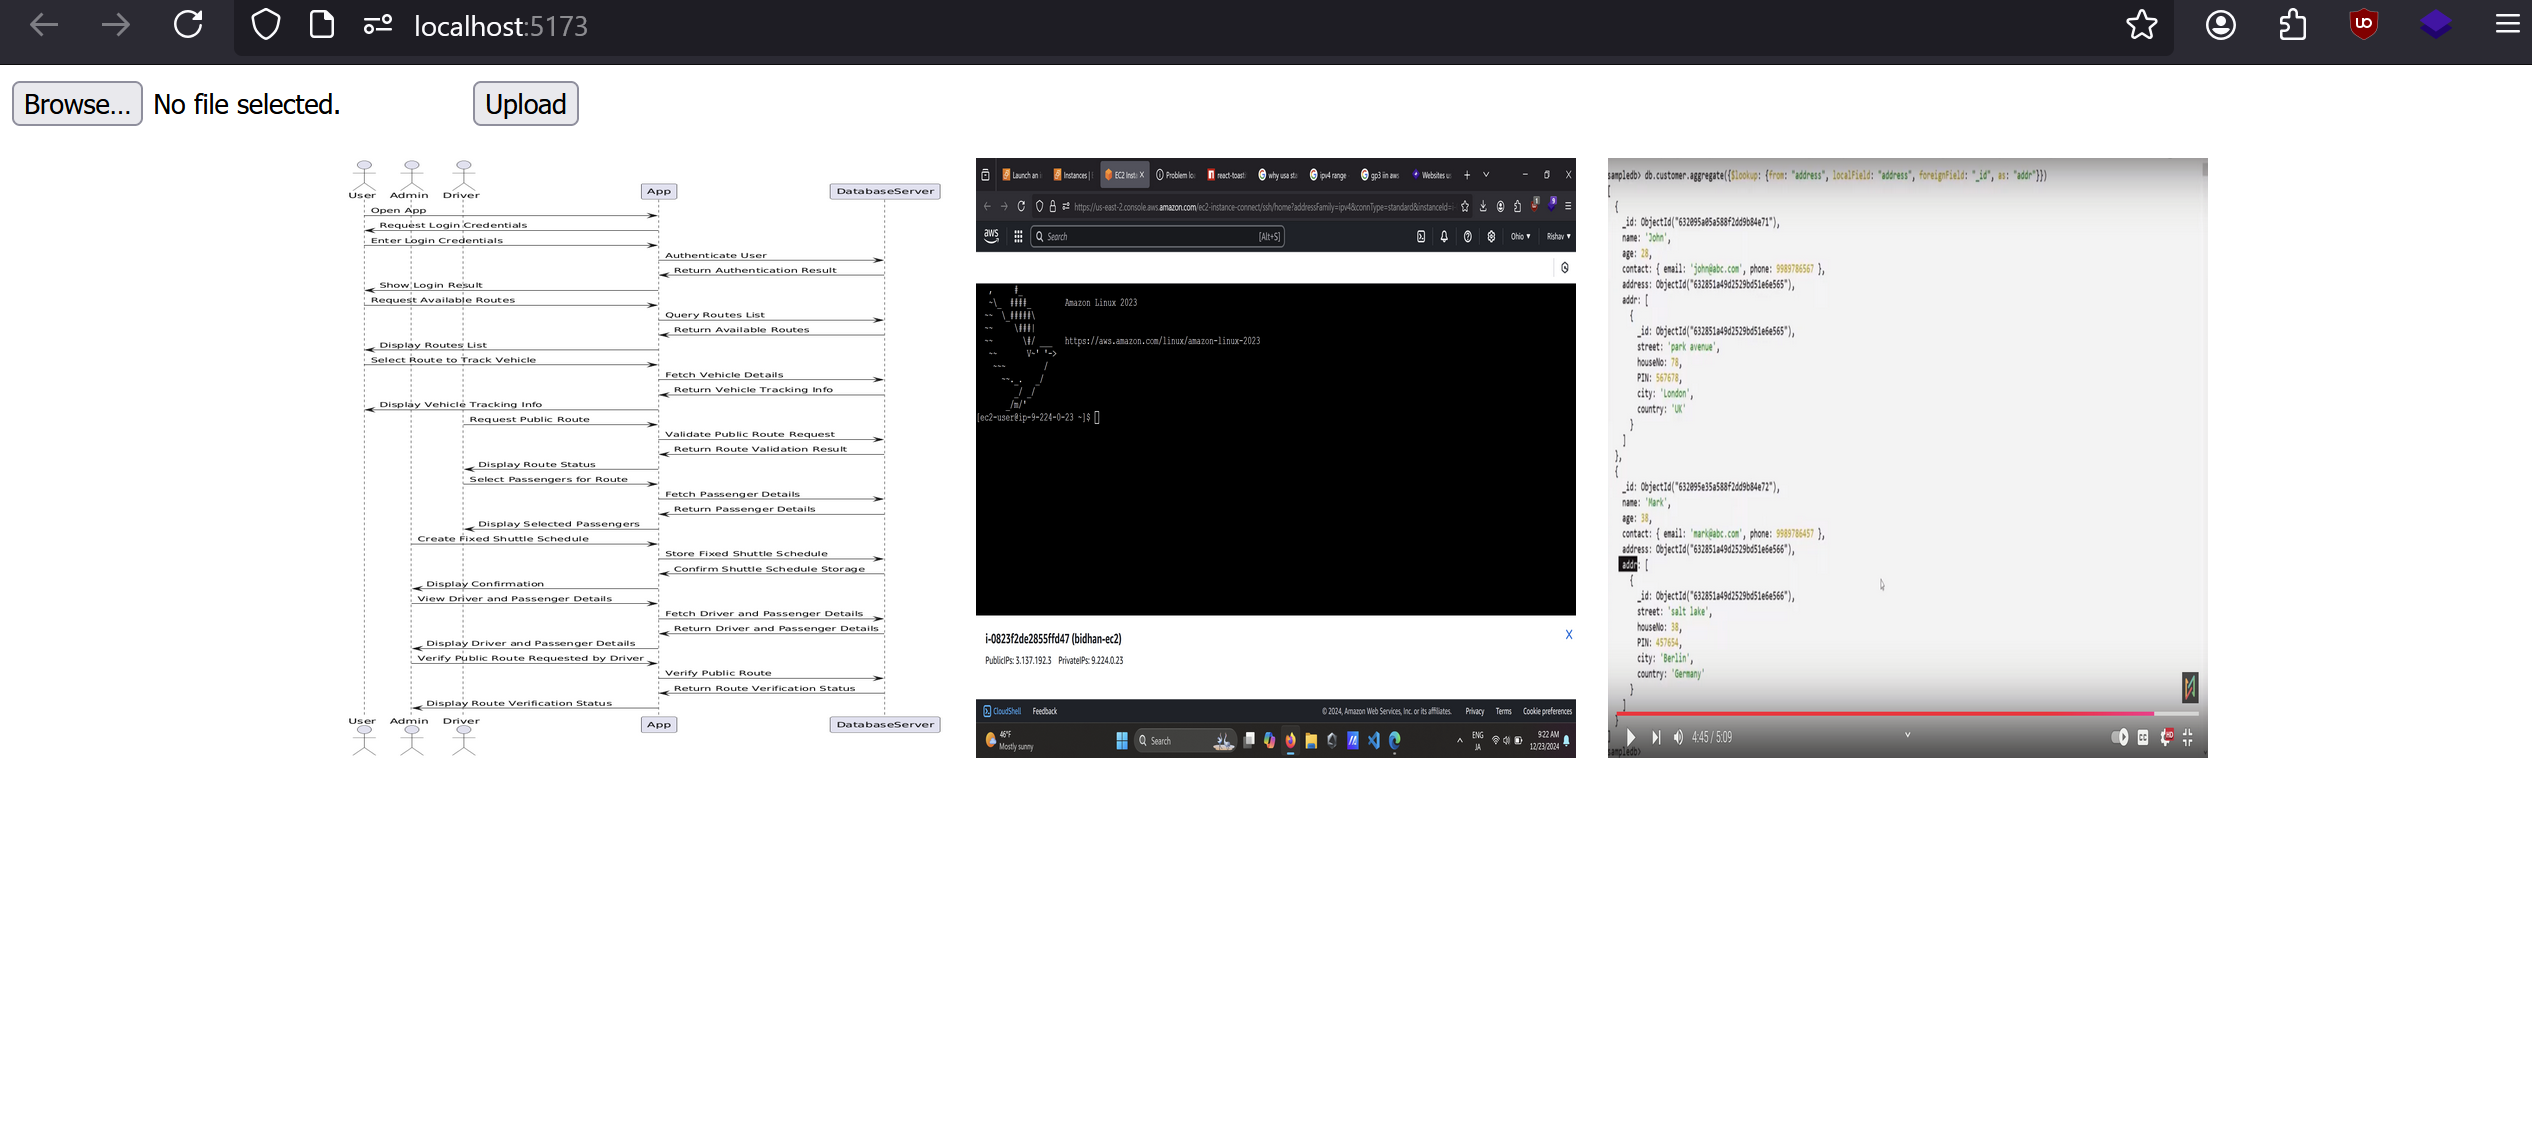 localhost:5173
Browse... No file selected. Upload
User Admin Driver App DatabaseServer
Open App
Request Login Credentials
Enter Login Credentials
Authenticate User
Return Authentication Result
Show Login Result
Request Available Routes
Query Routes List
Return Available Routes
Display Routes List
Select Route to Track Vehicle
Fetch Vehicle Details
Return Vehicle Tracking Info
Display Vehicle Tracking Info
Request Public Route
Validate Public Route Request
Return Route Validation Result
Display Route Status
Select Passengers for Route
Fetch Passenger Details
Return Passenger Details
Display Selected Passengers
Create Fixed Shuttle Schedule
Store Fixed Shuttle Schedule
Confirm Shuttle Schedule Storage
Display Confirmation
View Driver and Passenger Details
Fetch Driver and Passenger Details
Return Driver and Passenger Details
Display Driver and Passenger Details
Verify Public Route Requested by Driver
Verify Public Route
Return Route Verification Status
Display Route Verification Status
User Admin Driver App DatabaseServer
Launch an Instances | EC2 Inst X Problem lo react-toast why usa sta ipv4 range gp3 in aws Websites u
https://us-east-2.console.aws.amazon.com/ec2-instance-connect/ssh/home?addressFamily=ipv4&connType=standard&instanceId=
aws Search [Alt+S] Ohio Rishav
, #_
~\_ ####_ Amazon Linux 2023
~~ \_#####\
~~ \###|
~~ \#/ ___ https://aws.amazon.com/linux/amazon-linux-2023
~~ V~' '->
~~~ /
~~._. _/
_/ _/
_/m/'
[ec2-user@ip-9-224-0-23 ~]$
i-0823f2de2855ffd47 (bidhan-ec2) X
PublicIPs: 3.137.192.3 PrivateIPs: 9.224.0.23
CloudShell Feedback © 2024, Amazon Web Services, Inc. or its affiliates. Privacy Terms Cookie preferences
46°F
Mostly sunny
Search
ENG
JA
9:22 AM
12/23/2024
sampledb> db.customer.aggregate({$lookup: {from: "address", localField: "address", foreignField: "_id", as: "addr"}})
[
{
_id: ObjectId("632095a05a588f2dd9b84e71"),
name: 'John',
age: 28,
contact: { email: 'john@abc.com', phone: 9989786567 },
address: ObjectId("632851a49d2529bd51e6e565"),
addr: [
{
_id: ObjectId("632851a49d2529bd51e6e565"),
street: 'park avenue',
houseNo: 78,
PIN: 567678,
city: 'London',
country: 'UK'
}
]
},
{
_id: ObjectId("632095e35a588f2dd9b84e72"),
name: 'Mark',
age: 38,
contact: { email: 'mark@abc.com', phone: 9989786457 },
address: ObjectId("632851a49d2529bd51e6e566"),
addr: [
{
_id: ObjectId("632851a49d2529bd51e6e566"),
street: 'salt lake',
houseNo: 38,
PIN: 457654,
city: 'Berlin',
country: 'Germany'
}
]
}
4:45 / 5:09
]
sampledb>